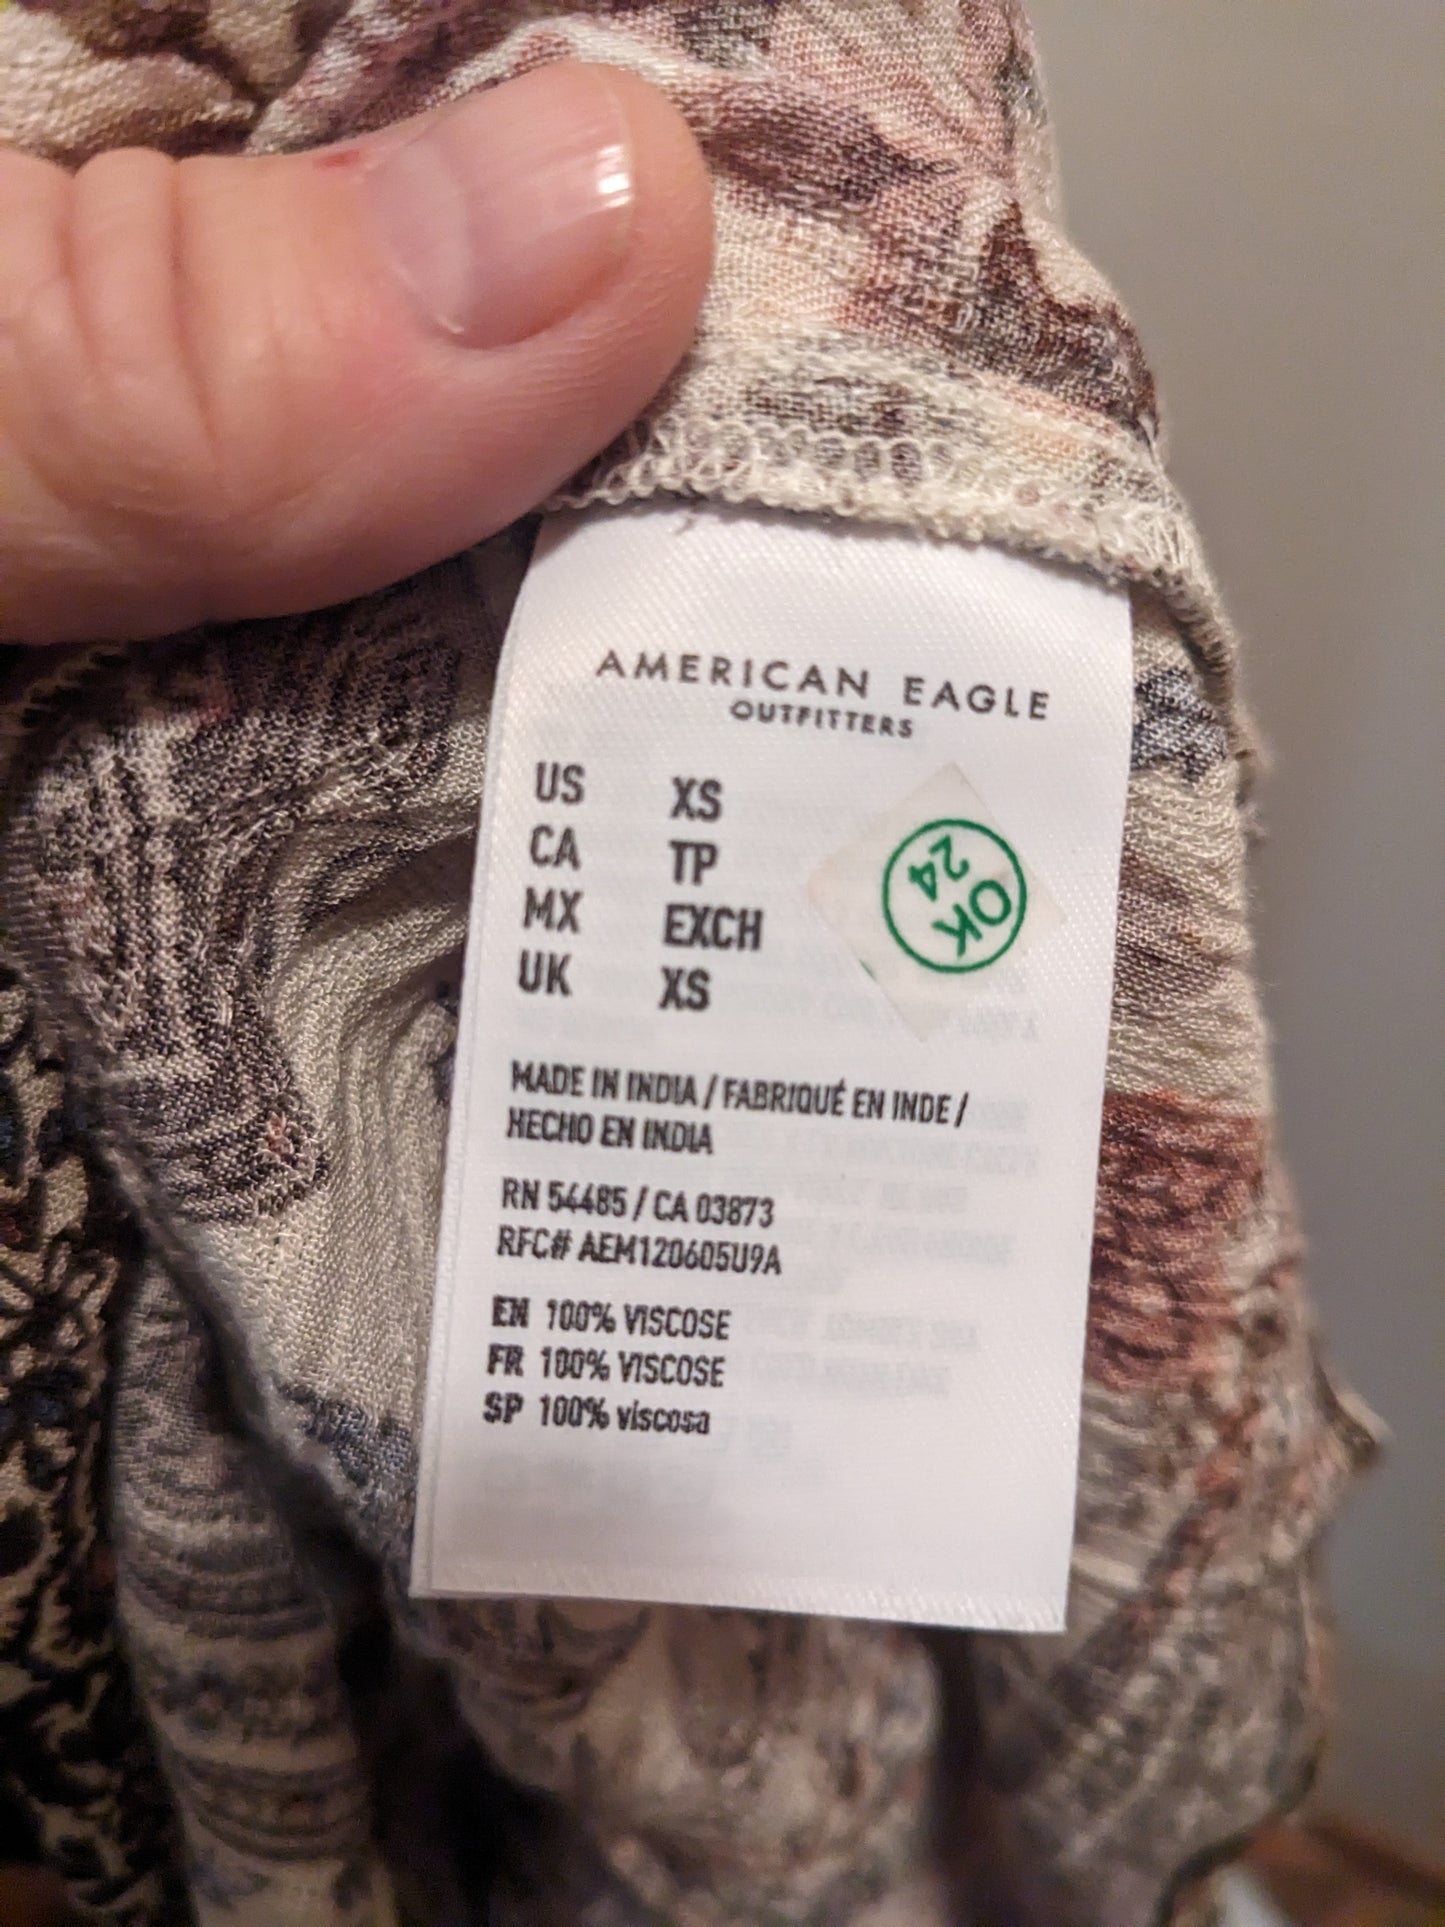 AMERICAN EAGLE
OUTFITTERS
US XS
CA TP
MX EXCH
UK XS
OK
24
MADE IN INDIA / FABRIQUÉ EN INDE /
HECHO EN INDIA
RN 54485 / CA 03873
RFC# AEM120605U9A
EN 100% VISCOSE
FR 100% VISCOSE
SP 100% viscosa